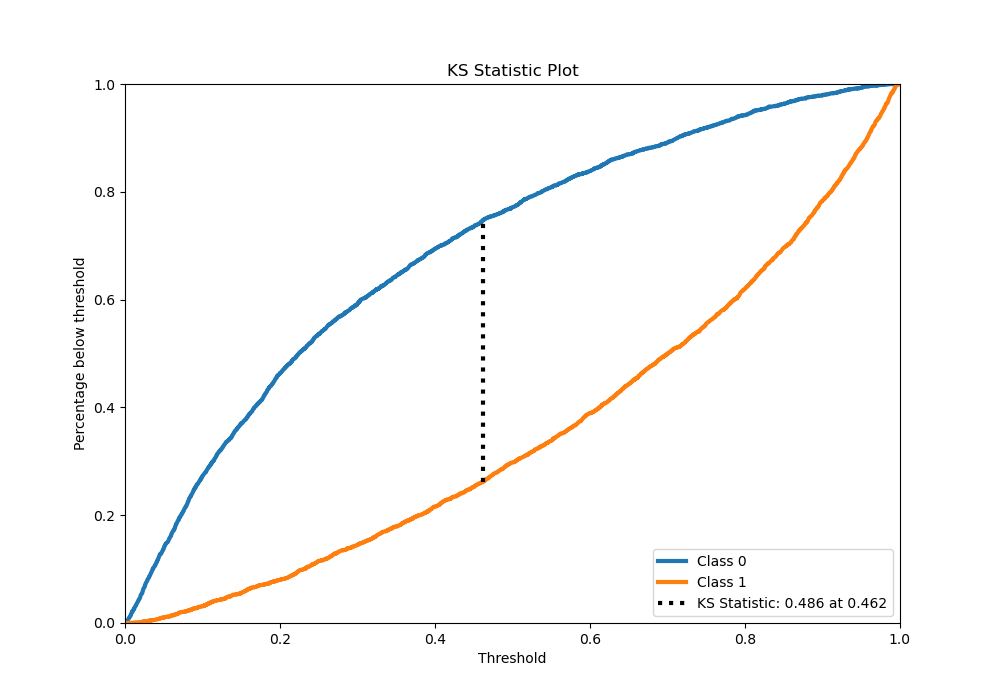 KS Statistic Plot
Percentage below threshold
1.0
0.8
0.6
0.4
0.2
0.0
0.0 0.2 0.4 0.6 0.8 1.0
Threshold
Class 0
Class 1
KS Statistic: 0.486 at 0.462